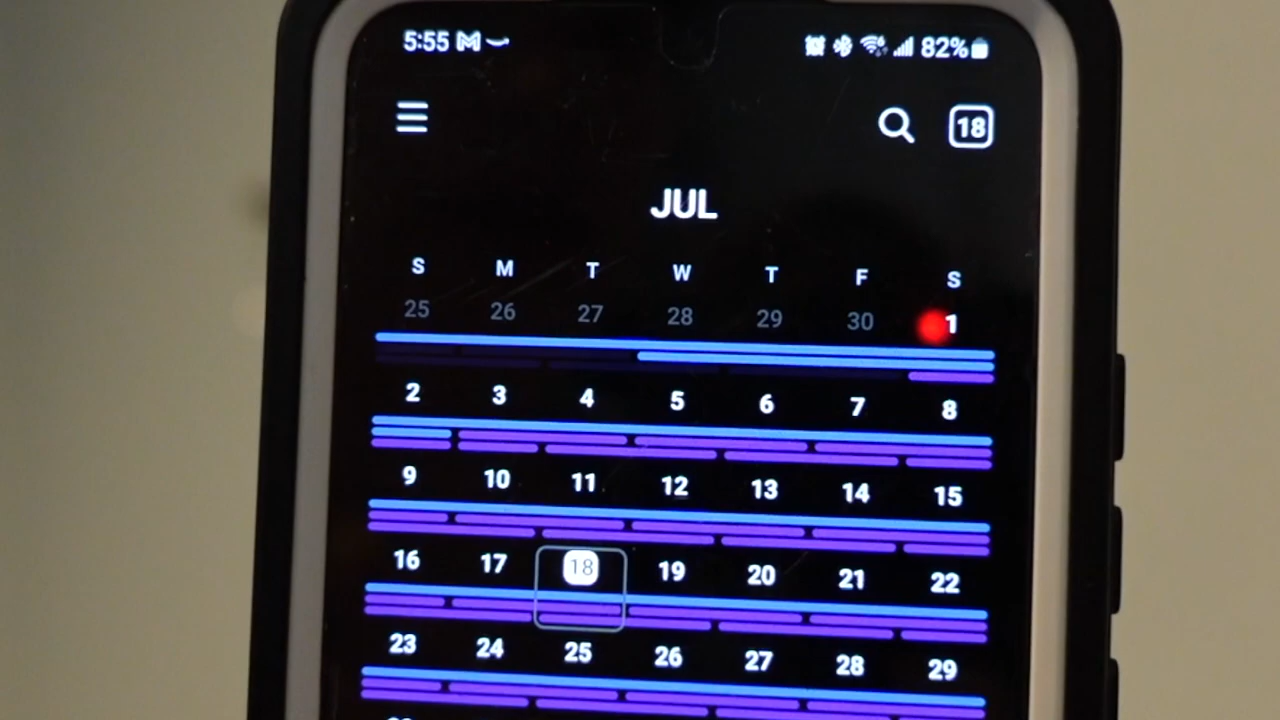 5:55 82%
18
JUL
S M T W T F S
25 26 27 28 29 30 1
2 3 4 5 6 7 8
9 10 11 12 13 14 15
16 17 18 19 20 21 22
23 24 25 26 27 28 29